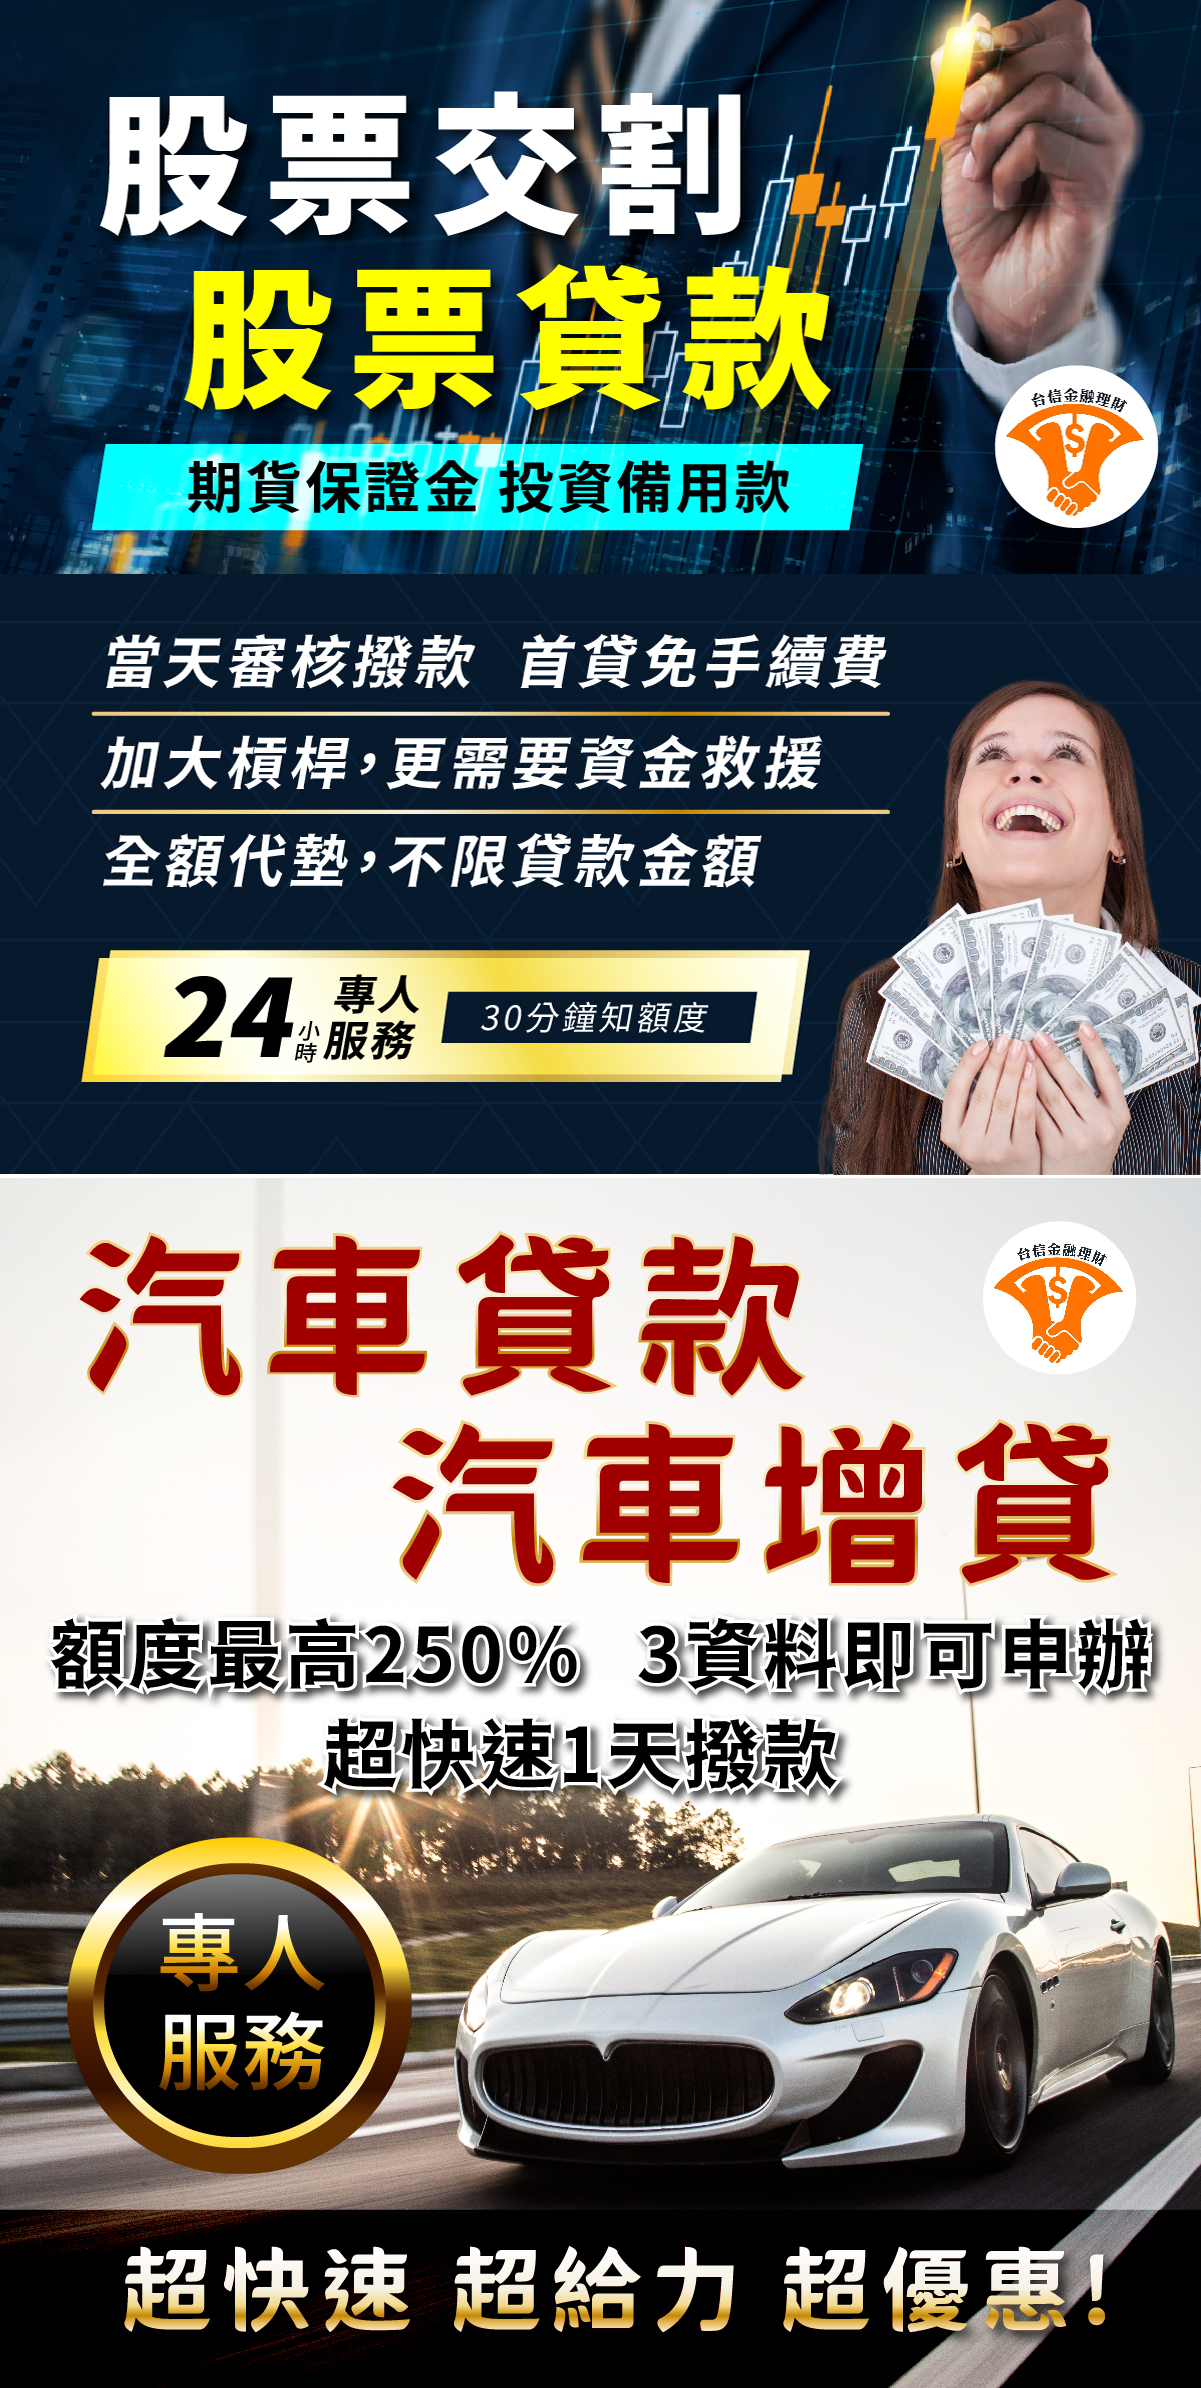 股票交割
股票貸款
期貨保證金 投資備用款
台信金融理財
$
當天審核撥款 首貸免手續費
加大槓桿，更需要資金救援
全額代墊，不限貸款金額
24小時 專人服務 30分鐘知額度
台信金融理財
$
汽車貸款
汽車增貸
額度最高250% 3資料即可申辦
超快速1天撥款
專人
服務
超快速 超給力 超優惠!